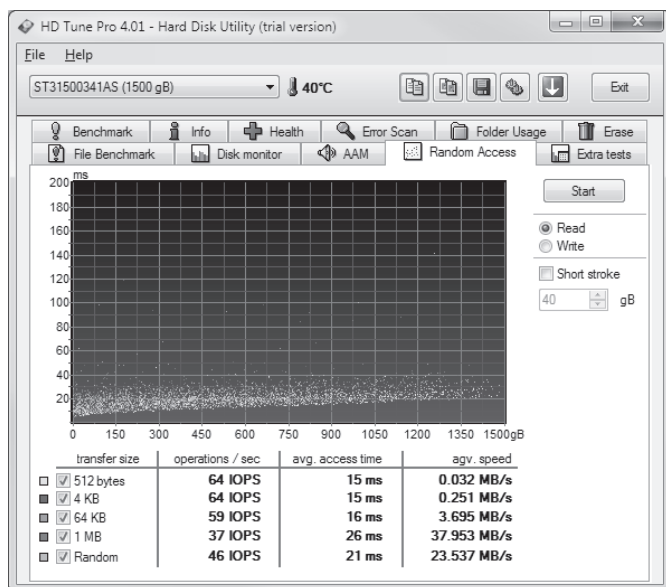 HD Tune Pro 4.01 - Hard Disk Utility (trial version)
File Help
ST31500341AS (1500 gB) 40°C Exit
Benchmark Info Health Error Scan Folder Usage Erase
File Benchmark Disk monitor AAM Random Access Extra tests
ms
200
180
160
140
120
100
80
60
40
20
0 150 300 450 600 750 900 1050 1200 1350 1500gB
Start
Read
Write
Short stroke
40 gB
transfer size operations / sec avg. access time agv. speed
512 bytes 64 IOPS 15 ms 0.032 MB/s
4 KB 64 IOPS 15 ms 0.251 MB/s
64 KB 59 IOPS 16 ms 3.695 MB/s
1 MB 37 IOPS 26 ms 37.953 MB/s
Random 46 IOPS 21 ms 23.537 MB/s